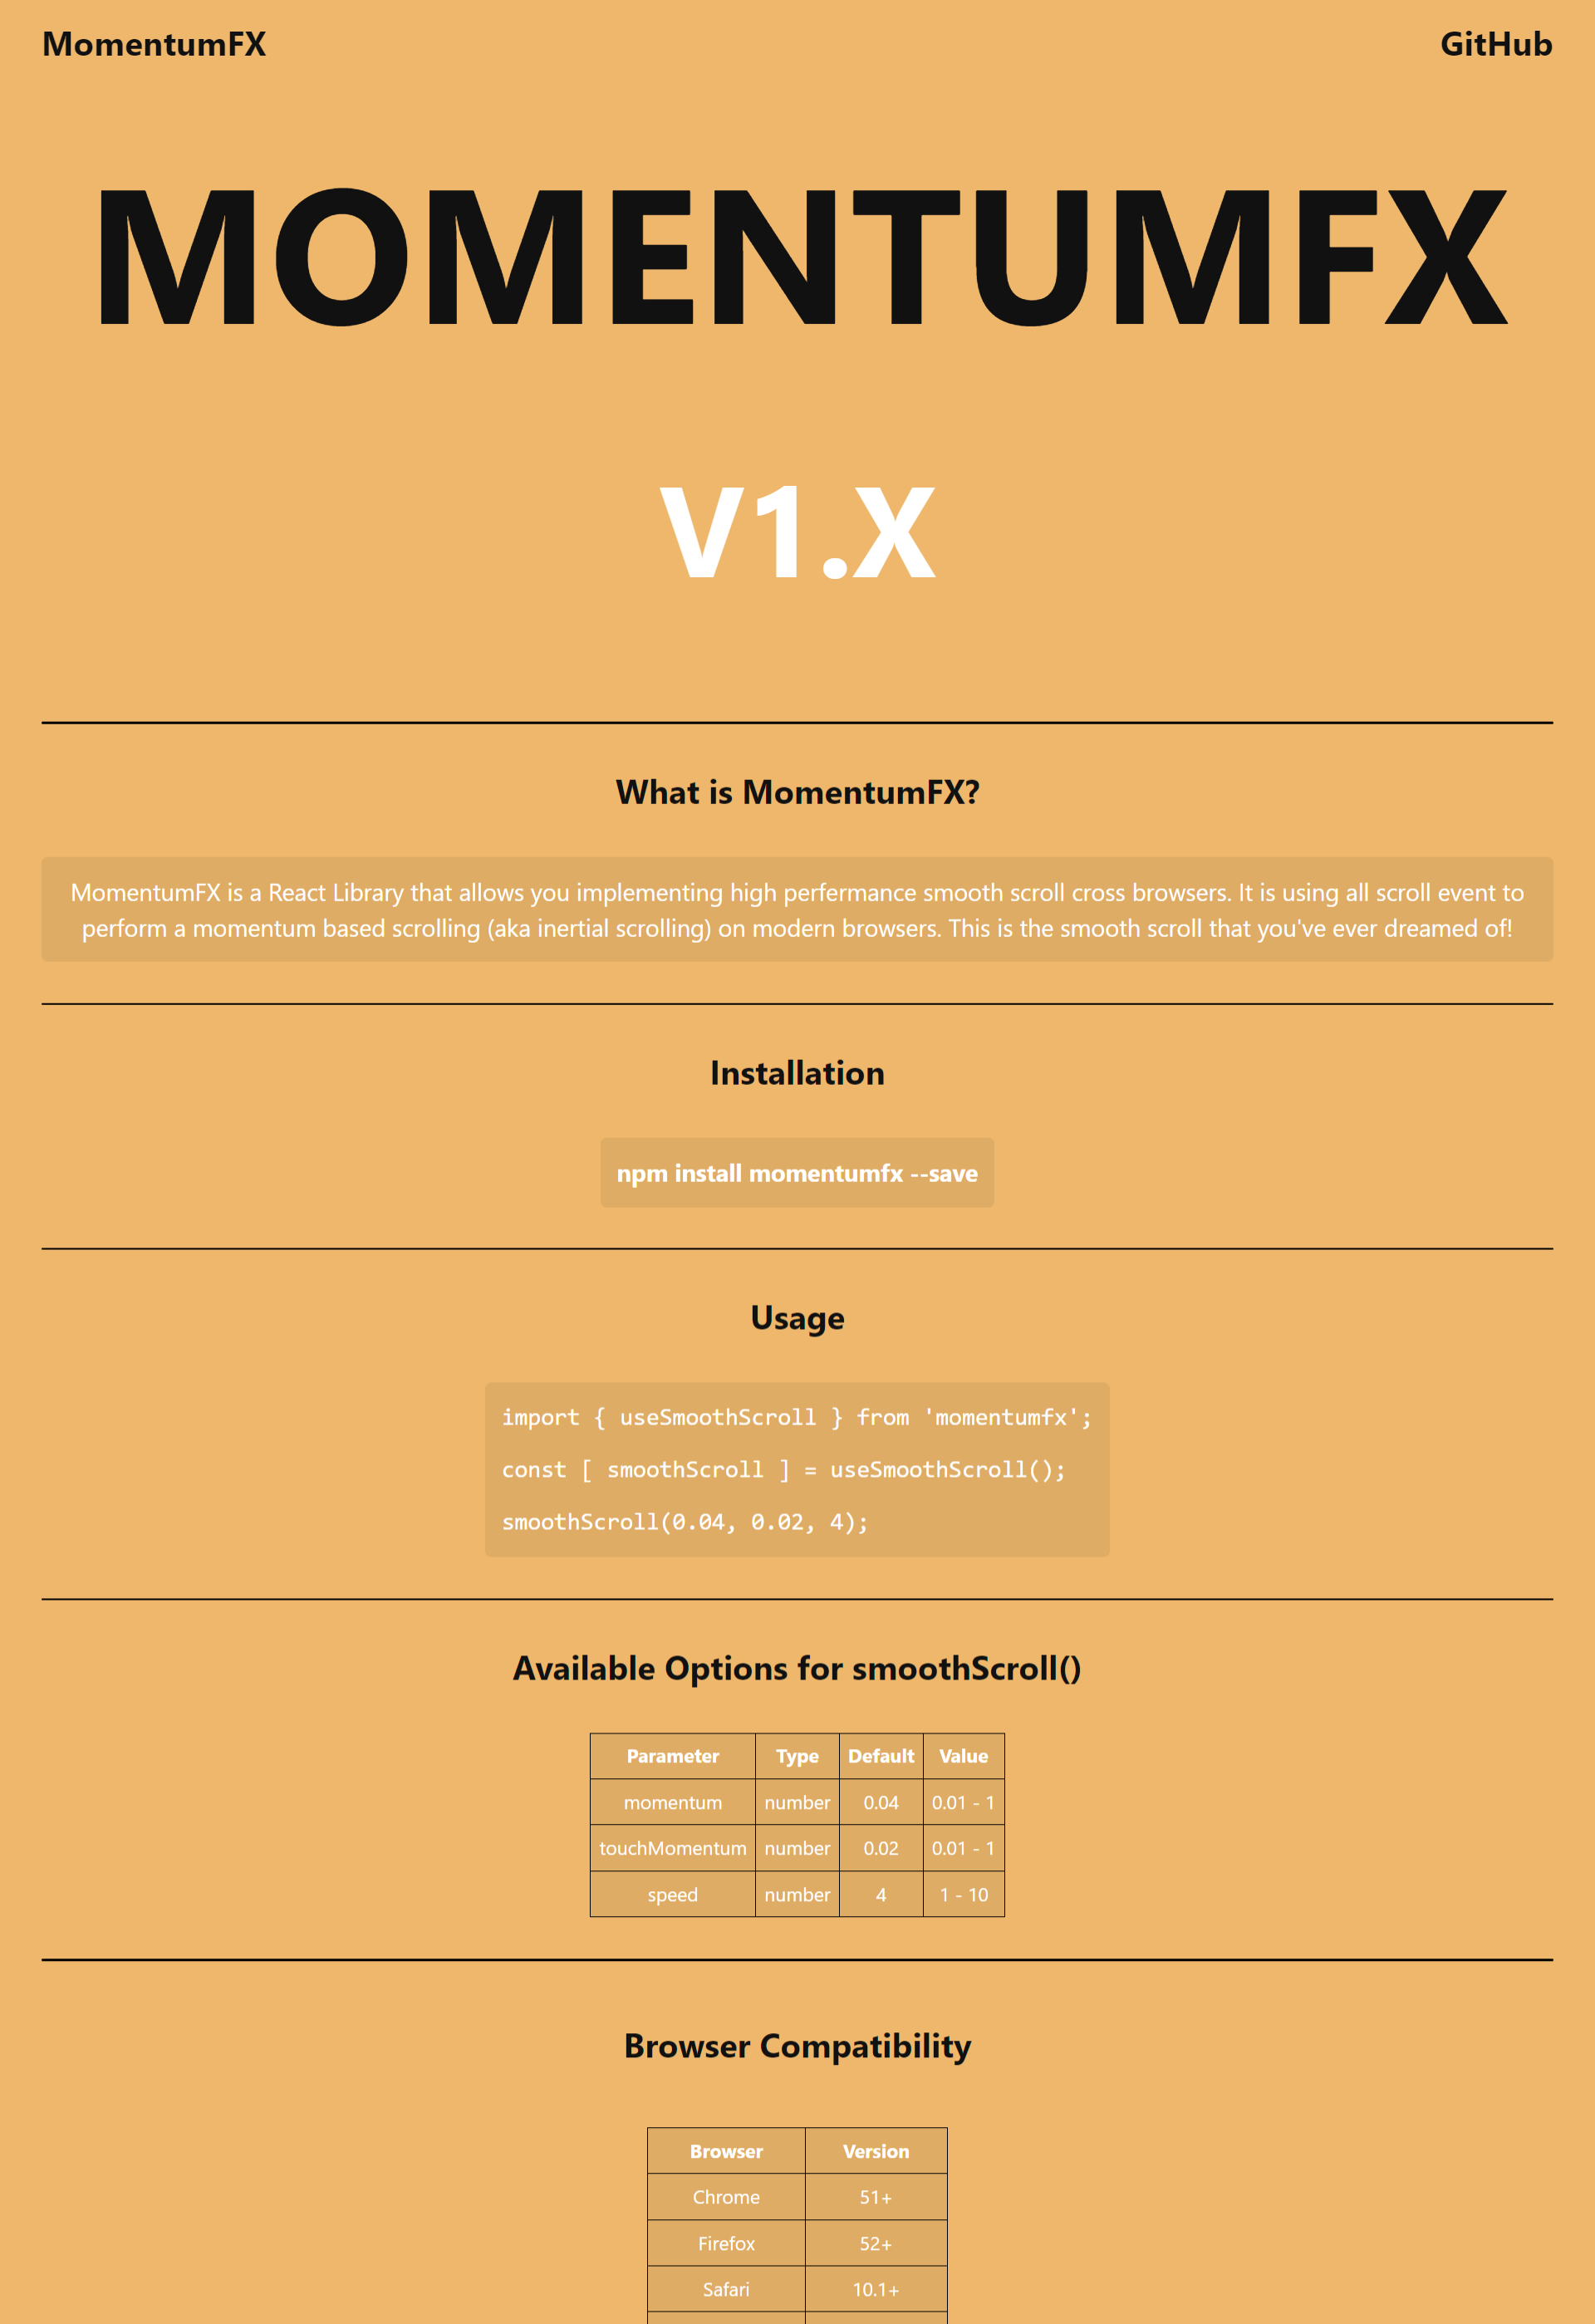 MomentumFX
GitHub
MOMENTUMFX
V1.X
What is MomentumFX?
MomentumFX is a React Library that allows you implementing high perfermance smooth scroll cross browsers. It is using all scroll event to
perform a momentum based scrolling (aka inertial scrolling) on modern browsers. This is the smooth scroll that you've ever dreamed of!
Installation
npm install momentumfx --save
Usage
import { useSmoothScroll } from 'momentumfx';
const [ smoothScroll ] = useSmoothScroll();
smoothScroll(0.04, 0.02, 4);
Available Options for smoothScroll()
Parameter Type Default Value
momentum number 0.04 0.01 - 1
touchMomentum number 0.02 0.01 - 1
speed number 4 1 - 10
Browser Compatibility
Browser Version
Chrome 51+
Firefox 52+
Safari 10.1+